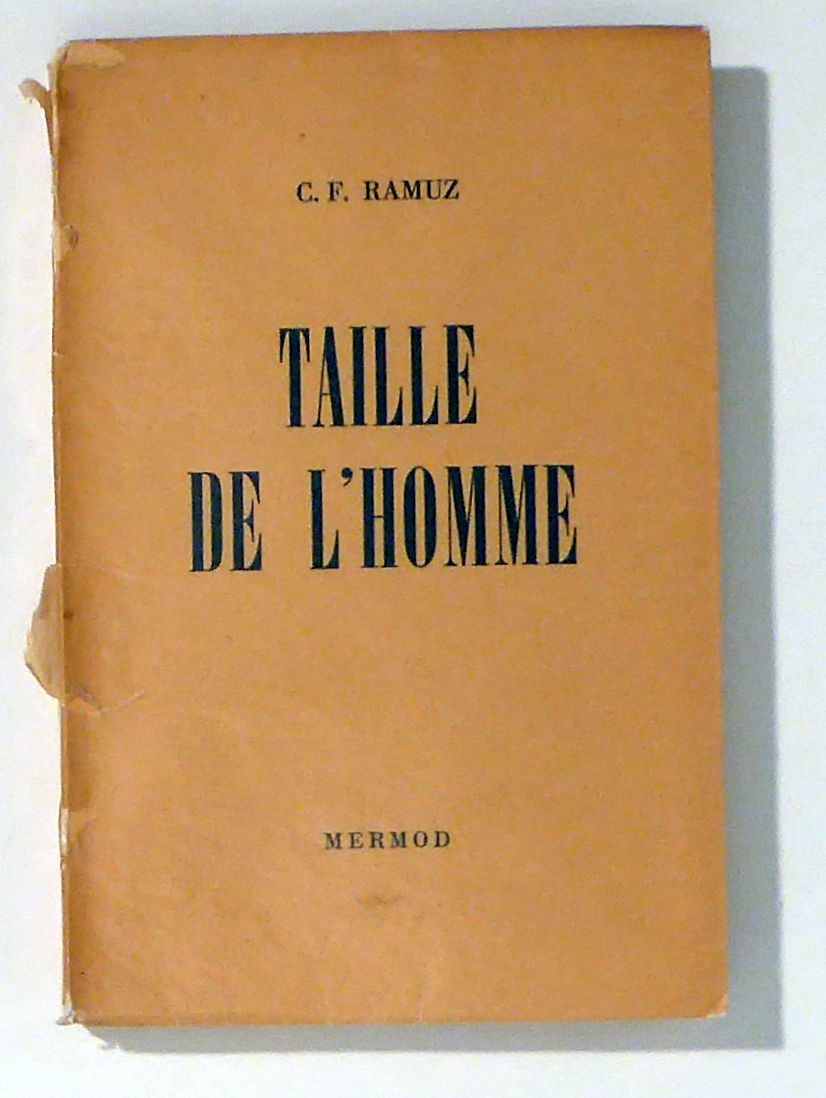 C. F. RAMUZ
TAILLE
DE L'HOMME
MERMOD